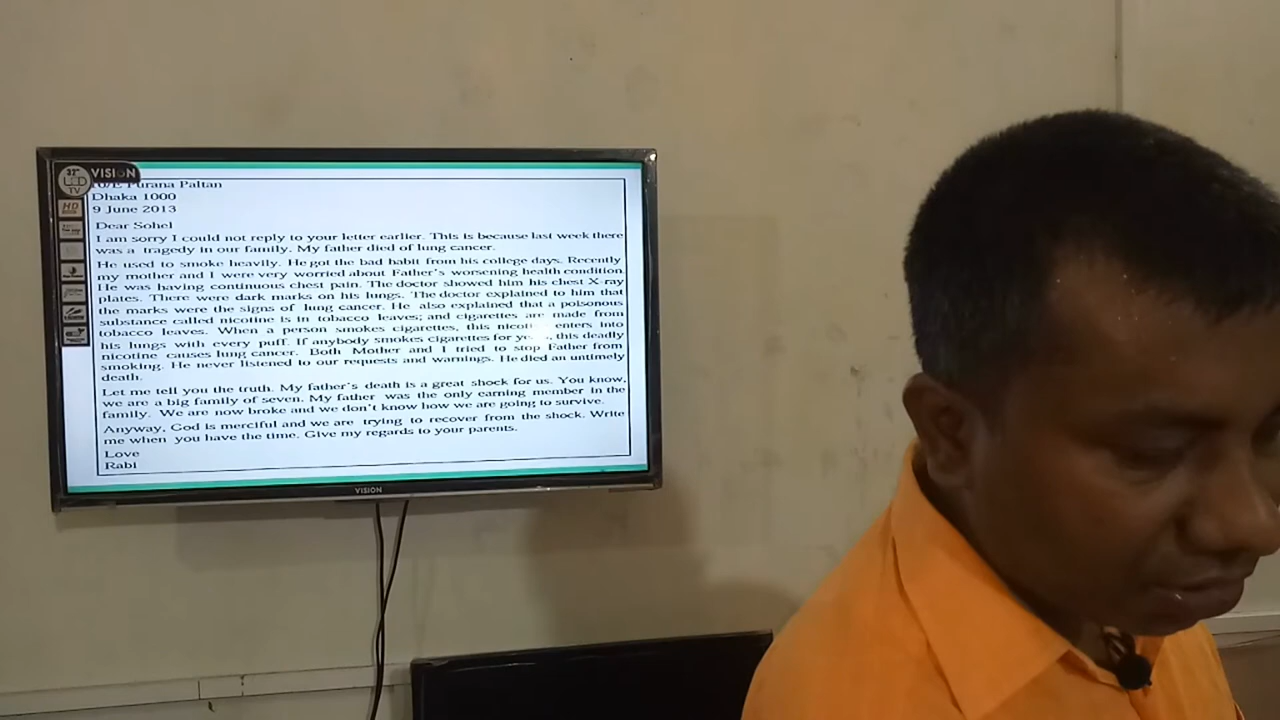 32"
LED
TV
VISION
HD
10/E Purana Paltan
Dhaka 1000
9 June 2013
Dear Sohel
I am sorry I could not reply to your letter earlier. This is because last week there
was a tragedy in our family. My father died of lung cancer.
He used to smoke heavily. He got the bad habit from his college days. Recently
my mother and I were very worried about Father's worsening health condition.
He was having continuous chest pain. The doctor showed him his chest X-ray
plates. There were dark marks on his lungs. The doctor explained to him that
the marks were the signs of lung cancer. He also explained that a poisonous
substance called nicotine is in tobacco leaves; and cigarettes are made from
tobacco leaves. When a person smokes cigarettes, this enters into
his lungs with every puff. If anybody smokes cigarettes for this deadly
nicotine causes lung cancer. Both Mother and I tried to stop Father from
smoking. He never listened to our requests and warnings. He died an untimely
death.
Let me tell you the truth. My father's death is a great shock for us. You know,
we are a big family of seven. My father was the only earning member in the
family. We are now broke and we don't know how we are going to survive.
Anyway, God is merciful and we are trying to recover from the shock. Write
me when you have the time. Give my regards to your parents.
Love
Rabi
VISION